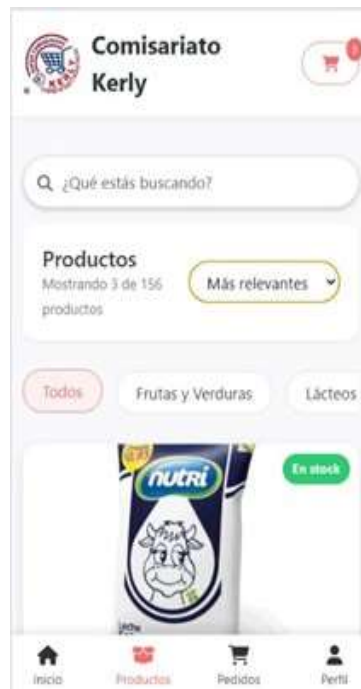 Comisariato
Kerly
KERLY
¿Qué estás buscando?
Productos
Mostrando 3 de 156
productos
Más relevantes
Todos
Frutas y Verduras
Lácteos
En stock
nutri
Inicio
Productos
Pedidos
Perfil